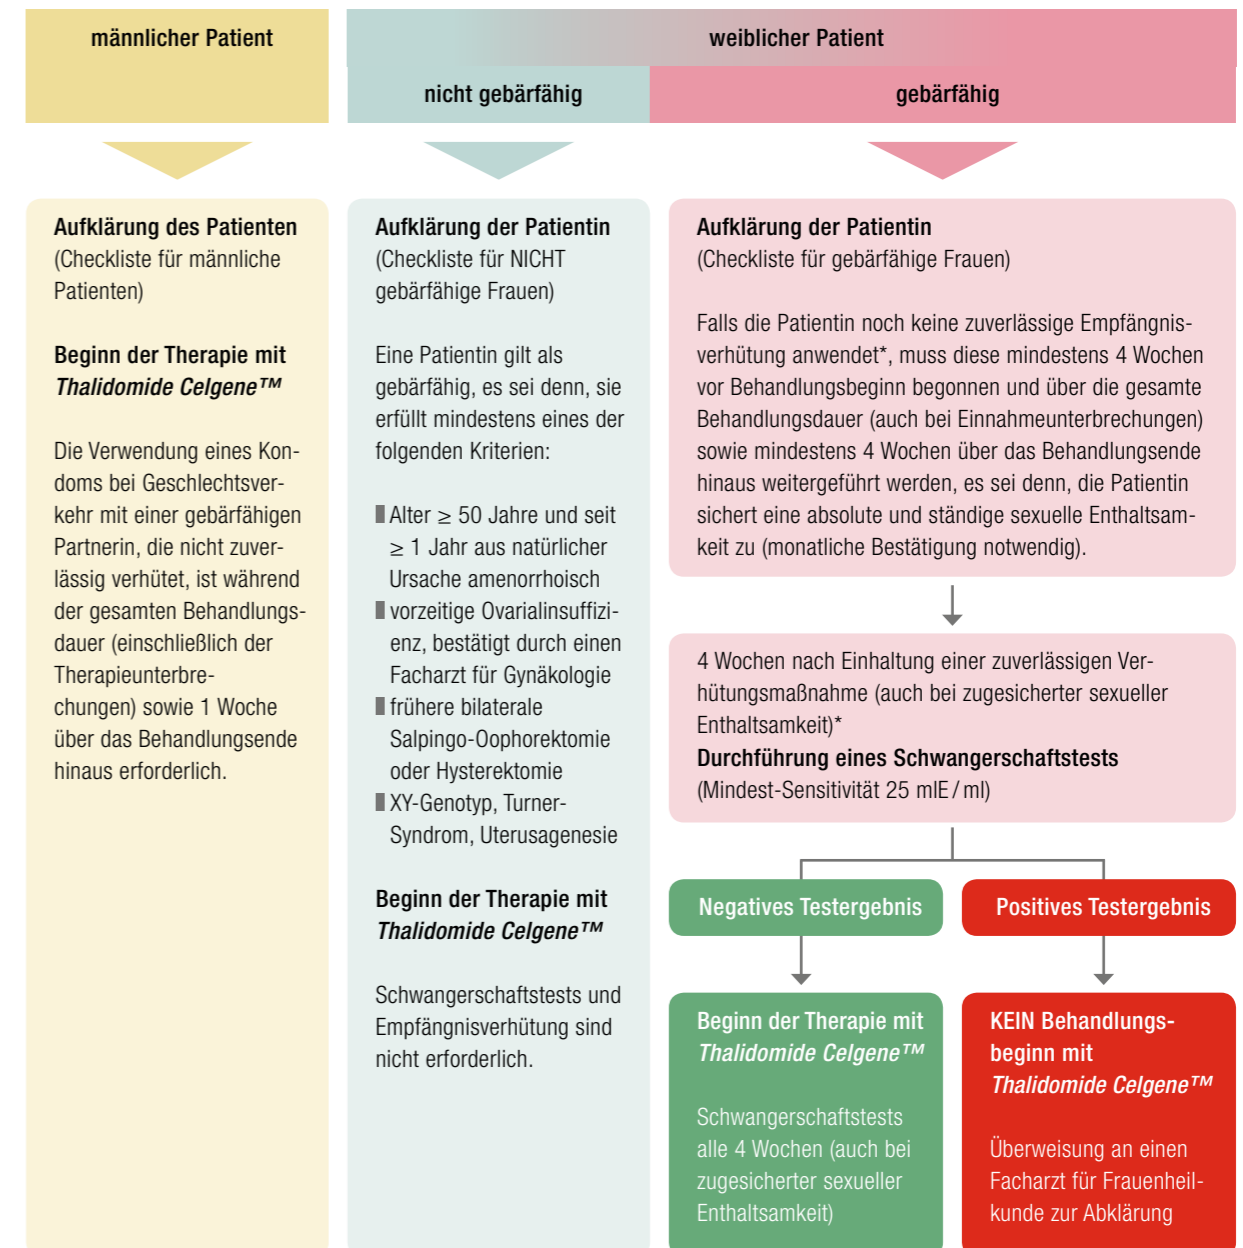 männlicher Patient
weiblicher Patient
nicht gebärfähig
gebärfähig
Aufklärung des Patienten
(Checkliste für männliche
Patienten)
Beginn der Therapie mit
Thalidomide Celgene™
Die Verwendung eines Kon-
doms bei Geschlechtsver-
kehr mit einer gebärfähigen
Partnerin, die nicht zuver-
lässig verhütet, ist während
der gesamten Behandlungs-
dauer (einschließlich der
Therapieunterbre-
chungen) sowie 1 Woche
über das Behandlungsende
hinaus erforderlich.
Aufklärung der Patientin
(Checkliste für NICHT
gebärfähige Frauen)
Eine Patientin gilt als
gebärfähig, es sei denn, sie
erfüllt mindestens eines der
folgenden Kriterien:
Alter ≥ 50 Jahre und seit
≥ 1 Jahr aus natürlicher
Ursache amenorrhoisch
vorzeitige Ovarialinsuffizi-
enz, bestätigt durch einen
Facharzt für Gynäkologie
frühere bilaterale
Salpingo-Oophorektomie
oder Hysterektomie
XY-Genotyp, Turner-
Syndrom, Uterusagenesie
Beginn der Therapie mit
Thalidomide Celgene™
Schwangerschaftstests und
Empfängnisverhütung sind
nicht erforderlich.
Aufklärung der Patientin
(Checkliste für gebärfähige Frauen)
Falls die Patientin noch keine zuverlässige Empfängnis-
verhütung anwendet*, muss diese mindestens 4 Wochen
vor Behandlungsbeginn begonnen und über die gesamte
Behandlungsdauer (auch bei Einnahmeunterbrechungen)
sowie mindestens 4 Wochen über das Behandlungsende
hinaus weitergeführt werden, es sei denn, die Patientin
sichert eine absolute und ständige sexuelle Enthaltsam-
keit zu (monatliche Bestätigung notwendig).
4 Wochen nach Einhaltung einer zuverlässigen Ver-
hütungsmaßnahme (auch bei zugesicherter sexueller
Enthaltsamkeit)*
Durchführung eines Schwangerschaftstests
(Mindest-Sensitivität 25 mIE / ml)
Negatives Testergebnis
Beginn der Therapie mit
Thalidomide Celgene™
Schwangerschaftstests
alle 4 Wochen (auch bei
zugesicherter sexueller
Enthaltsamkeit)
Positives Testergebnis
KEIN Behandlungs-
beginn mit
Thalidomide Celgene™
Überweisung an einen
Facharzt für Frauenheil-
kunde zur Abklärung